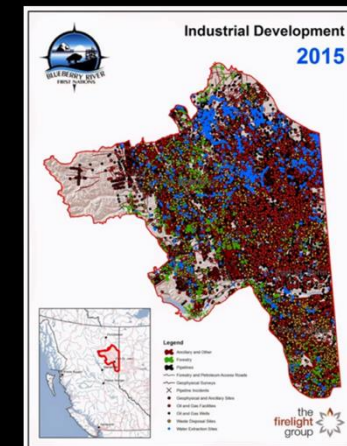 BLUEBERRY RIVER
FIRST NATIONS
Industrial Development
2015
Legend
Ancillary and Other
Forestry
Pipelines
Forestry and Petroleum Access Roads
Geophysical Surveys
Pipeline Incidents
Geophysical and Ancillary Sites
Oil and Gas Facilities
Oil and Gas Wells
Waste Disposal Sites
Water Extraction Sites
the
firelight
group